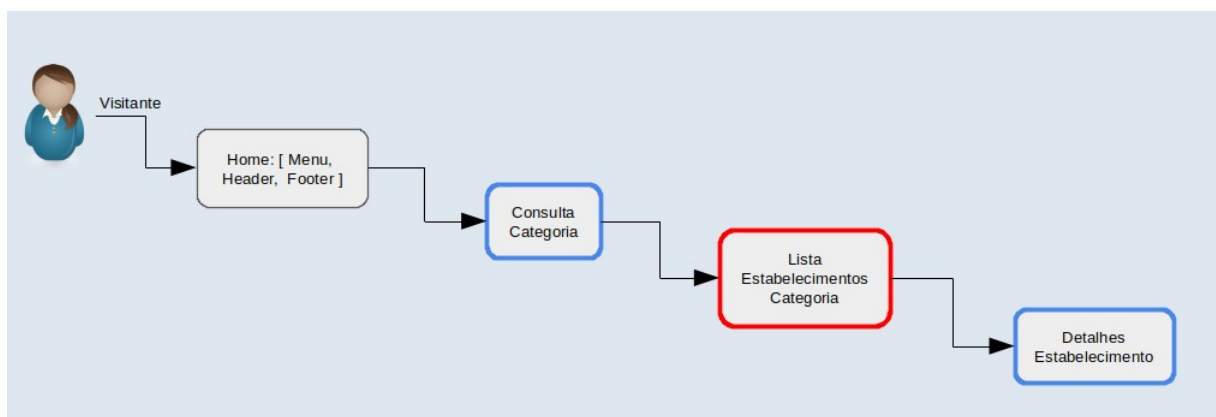 Visitante
Home: [ Menu,
Header, Footer ]
Consulta
Categoria
Lista
Estabelecimentos
Categoria
Detalhes
Estabelecimento